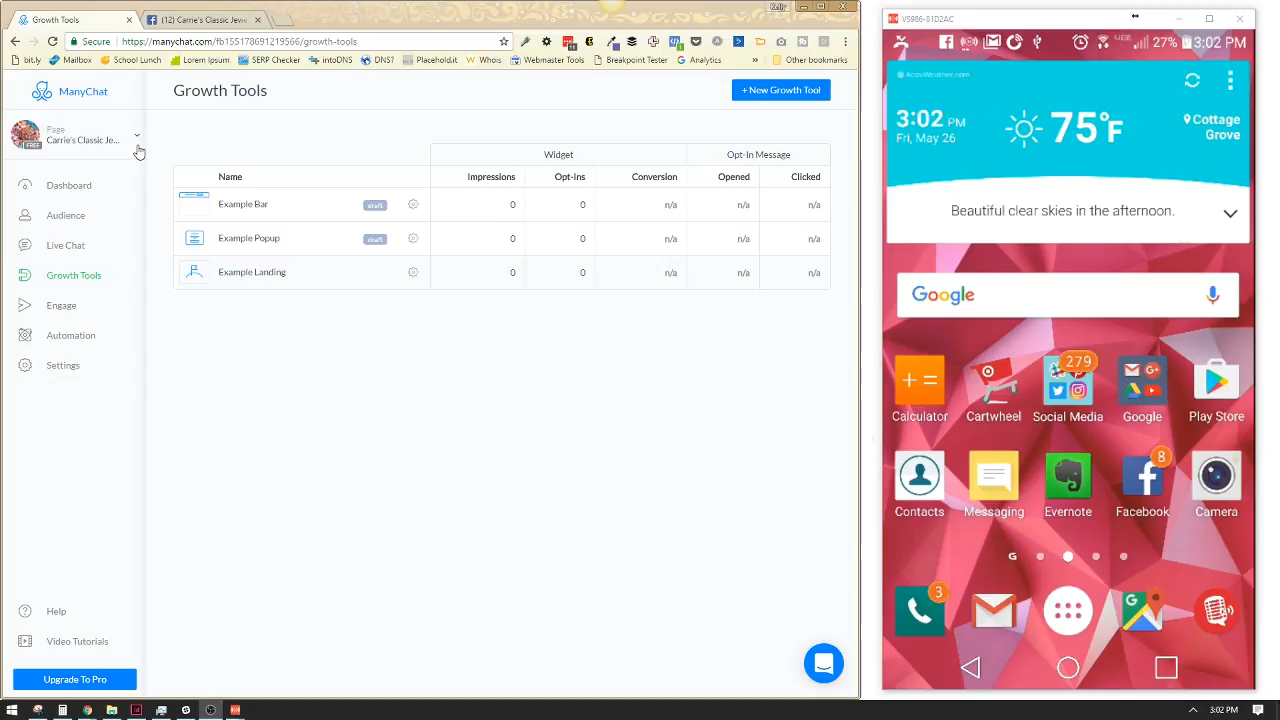 Growth Tools
(12) Carrie's Classic Jewe
Kelly
Secure
https://manychat.com/fb155178631219566/growth-tools
bit.ly
Mailbox
School Lunch
Lorem Ipsum
SERP Check
intoDNS
DNS?
Placekitten
Whois
Webmaster Tools
Breakpoint Tester
Analytics
»
Other bookmarks
ManyChat
Growth Tools
+ New Growth Tool
Page
Carrie's Classic Je...
FREE
Dashboard
Audience
Live Chat
Growth Tools
Engage
Automation
Settings
Help
Video Tutorials
Upgrade To Pro
Widget
Opt-In Message
Name
Impressions
Opt-Ins
Conversion
Opened
Clicked
Example Bar
draft
0
0
n/a
n/a
n/a
Example Popup
draft
0
0
n/a
n/a
n/a
Example Landing
0
0
n/a
n/a
n/a
VS986-81D2AC
27%
3:02 PM
AccuWeather.com
3:02 PM
Fri, May 26
75°F
Cottage
Grove
Beautiful clear skies in the afternoon.
Google
279
Calculator
Cartwheel
Social Media
Google
Play Store
8
Contacts
Messaging
Evernote
Facebook
Camera
G
3
3:02 PM